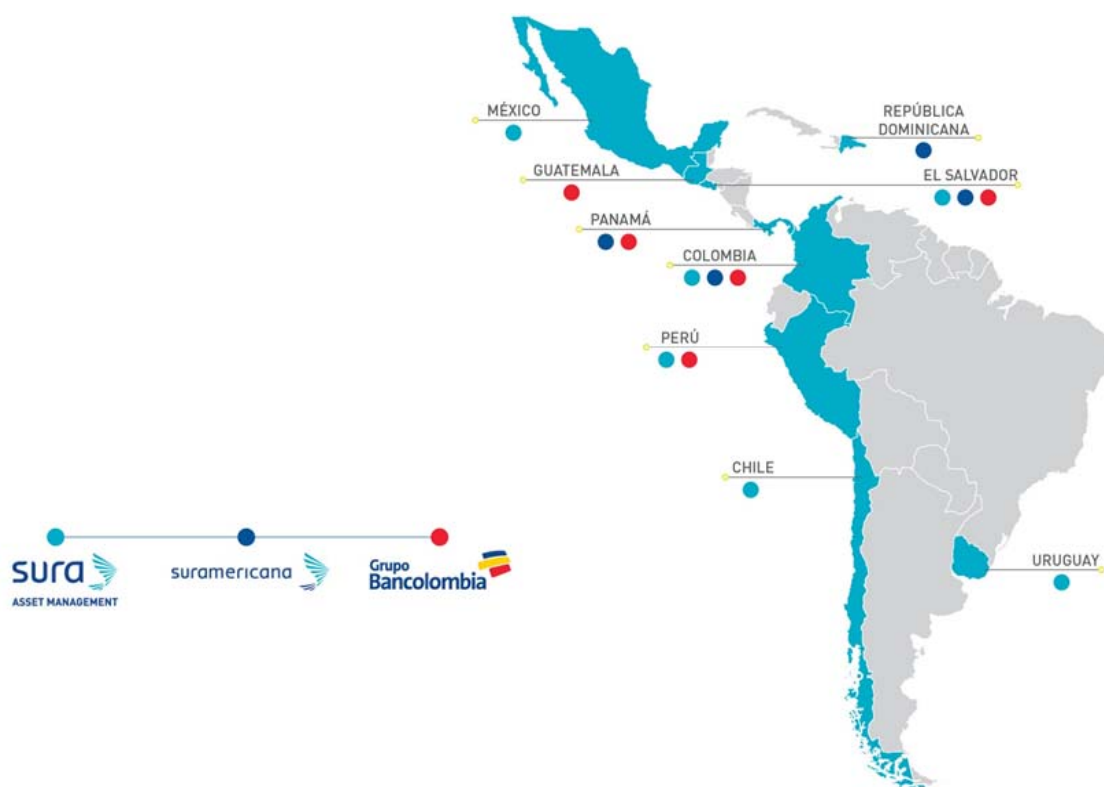 MÉXICO
REPÚBLICA
DOMINICANA
GUATEMALA
EL SALVADOR
PANAMÁ
COLOMBIA
PERÚ
CHILE
URUGUAY
sura
ASSET MANAGEMENT
suramericana
Grupo
Bancolombia